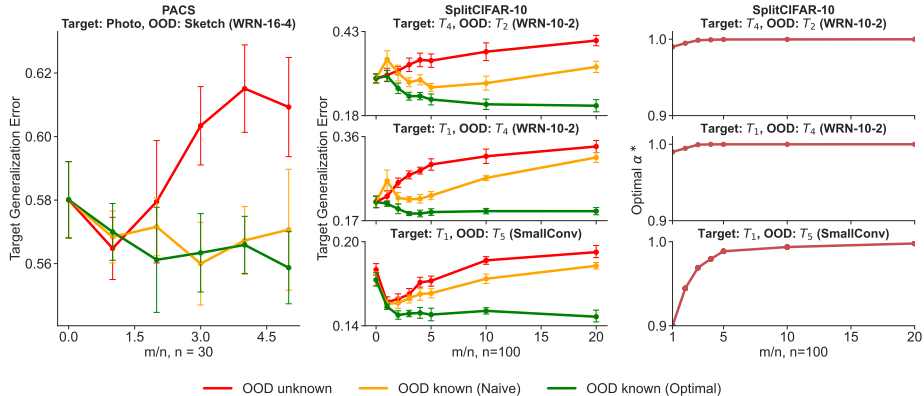 PACS
Target: Photo, OOD: Sketch (WRN-16-4)
Target Generalization Error
0.62
0.60
0.58
0.56
0.0
1.5
3.0
4.5
m/n, n = 30
SplitCIFAR-10
Target: T₄, OOD: T₂ (WRN-10-2)
0.43
0.18
Target: T₁, OOD: T₄ (WRN-10-2)
0.36
0.17
Target: T₁, OOD: T₅ (SmallConv)
0.20
0.14
Target Generalization Error
0
5
10
15
20
m/n, n=100
SplitCIFAR-10
Target: T₄, OOD: T₂ (WRN-10-2)
1.0
0.9
Target: T₁, OOD: T₄ (WRN-10-2)
1.0
0.9
Target: T₁, OOD: T₅ (SmallConv)
1.0
0.9
Optimal α*
1
5
10
15
20
m/n, n=100
OOD unknown
OOD known (Naive)
OOD known (Optimal)